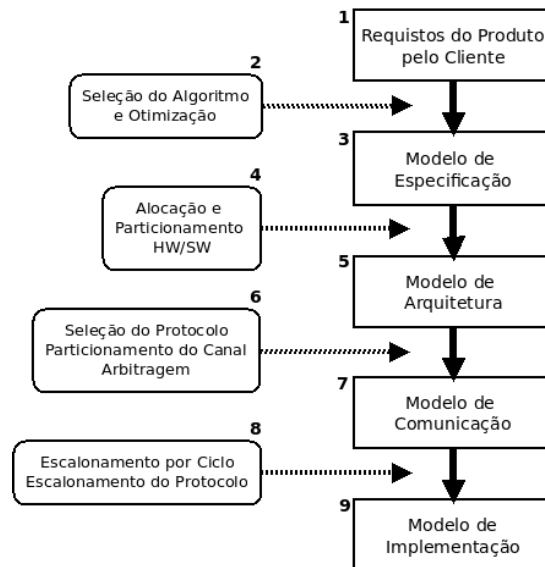 1
Requistos do Produto
pelo Cliente
2
Seleção do Algoritmo
e Otimização
3
Modelo de
Especificação
4
Alocação e
Particionamento
HW/SW
5
Modelo de
Arquitetura
6
Seleção do Protocolo
Particionamento do Canal
Arbitragem
7
Modelo de
Comunicação
8
Escalonamento por Ciclo
Escalonamento do Protocolo
9
Modelo de
Implementação